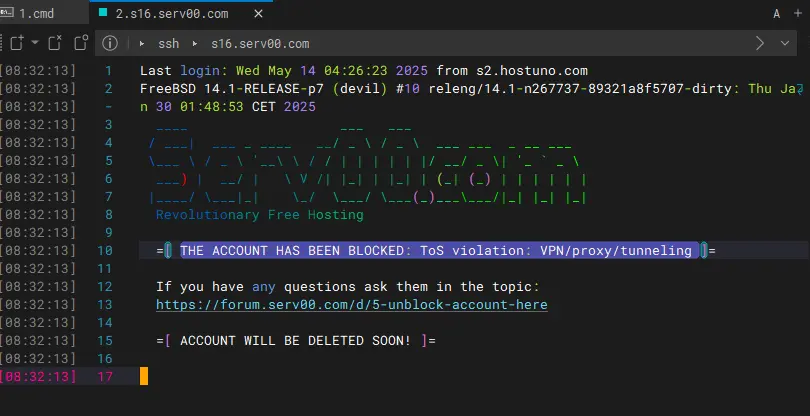 1.cmd
2.s16.serv00.com
A +
ssh s16.serv00.com
[08:32:13] 1 Last login: Wed May 14 04:26:23 2025 from s2.hostuno.com
[08:32:13] 2 FreeBSD 14.1-RELEASE-p7 (devil) #10 releng/14.1-n267737-89321a8f5707-dirty: Thu Ja
- n 30 01:48:53 CET 2025
[08:32:13] 3
[08:32:13] 4
[08:32:13] 5
[08:32:13] 6
[08:32:13] 7
[08:32:13] 8 Revolutionary Free Hosting
[08:32:13] 9
[08:32:13] 10 =[ THE ACCOUNT HAS BEEN BLOCKED: ToS violation: VPN/proxy/tunneling ]=
[08:32:13] 11
[08:32:13] 12 If you have any questions ask them in the topic:
[08:32:13] 13 https://forum.serv00.com/d/5-unblock-account-here
[08:32:13] 14
[08:32:13] 15 =[ ACCOUNT WILL BE DELETED SOON! ]=
[08:32:13] 16
[08:32:13] 17